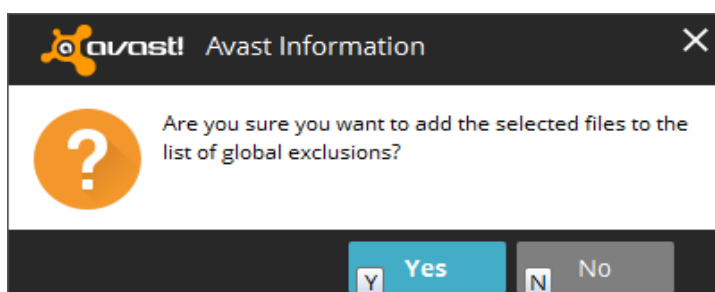 avast! Avast Information
Are you sure you want to add the selected files to the
list of global exclusions?
Yes No
Y N